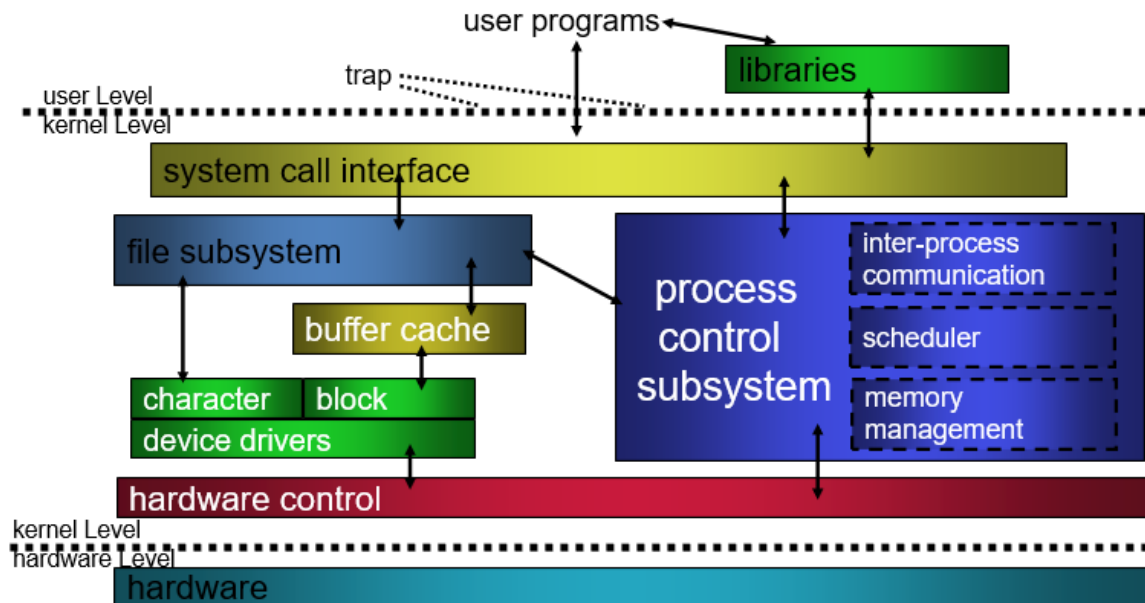 user programs
libraries
trap
user Level
kernel Level
system call interface
file subsystem
inter-process
communication
process
control
subsystem
buffer cache
scheduler
character
block
memory
management
device drivers
hardware control
kernel Level
hardware Level
hardware